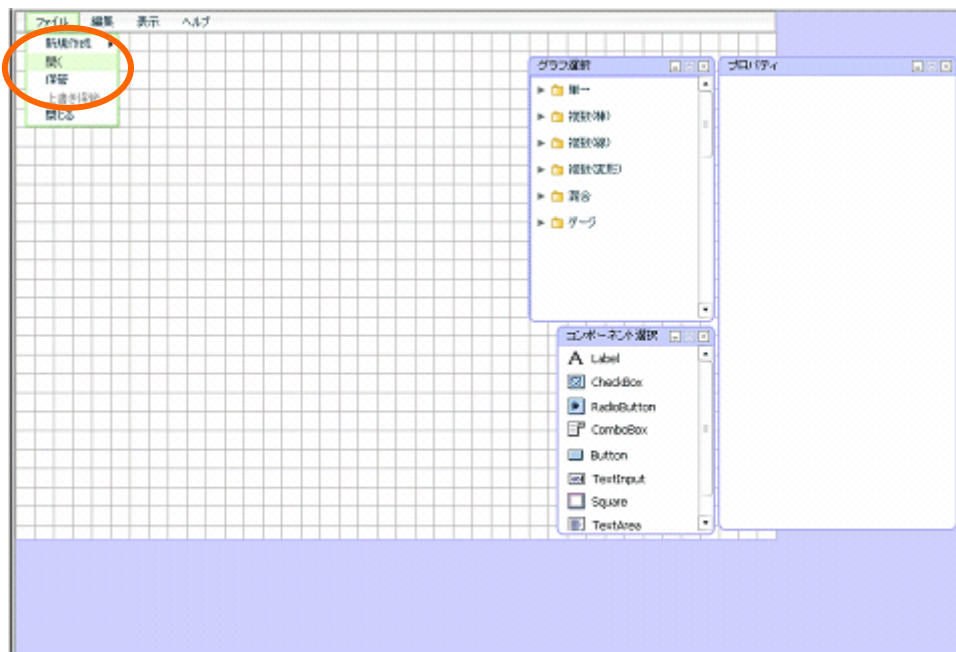 ファイル 編集 表示 ヘルプ
新規作成
開く
保管
上書き保管
閉じる
グラフ選択
単一
複数(棒)
複数(線)
複数(変形)
混合
ゲージ
プロパティ
コンポーネント選択
Label
CheckBox
RadioButton
ComboBox
Button
TextInput
Square
TextArea